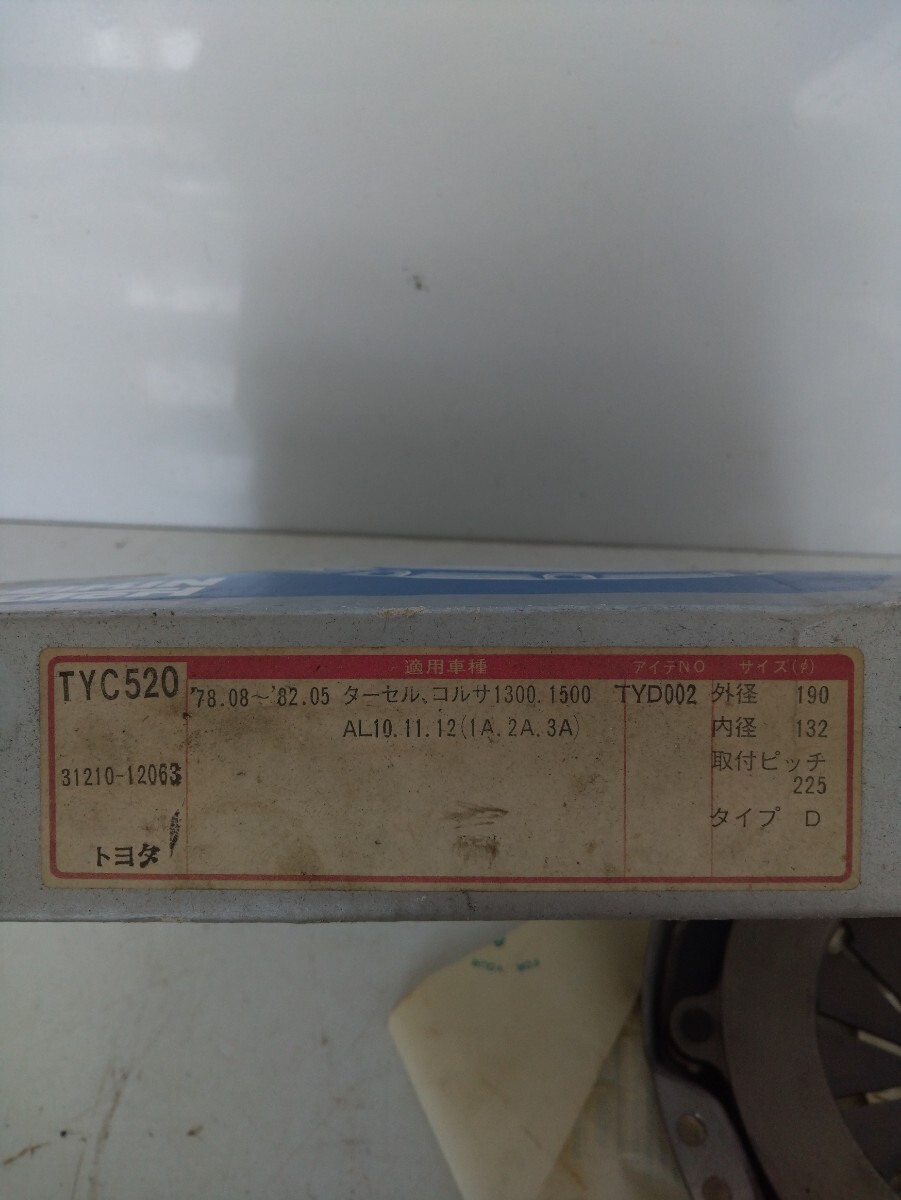 TYC520
31210-12063
トヨタ
適用車種
'78.08～'82.05 ターセル、コルサ1300.1500
AL10.11.12(1A.2A.3A)
アイテNO
TYD002
サイズ(φ)
外径 190
内径 132
取付ピッチ
225
タイプ D
FOR YOUR